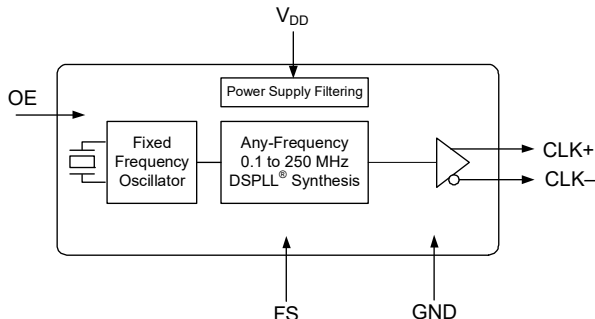 VDD
Power Supply Filtering
OE
Fixed
Frequency
Oscillator
Any-Frequency
0.1 to 250 MHz
DSPLL® Synthesis
CLK+
CLK–
FS
GND